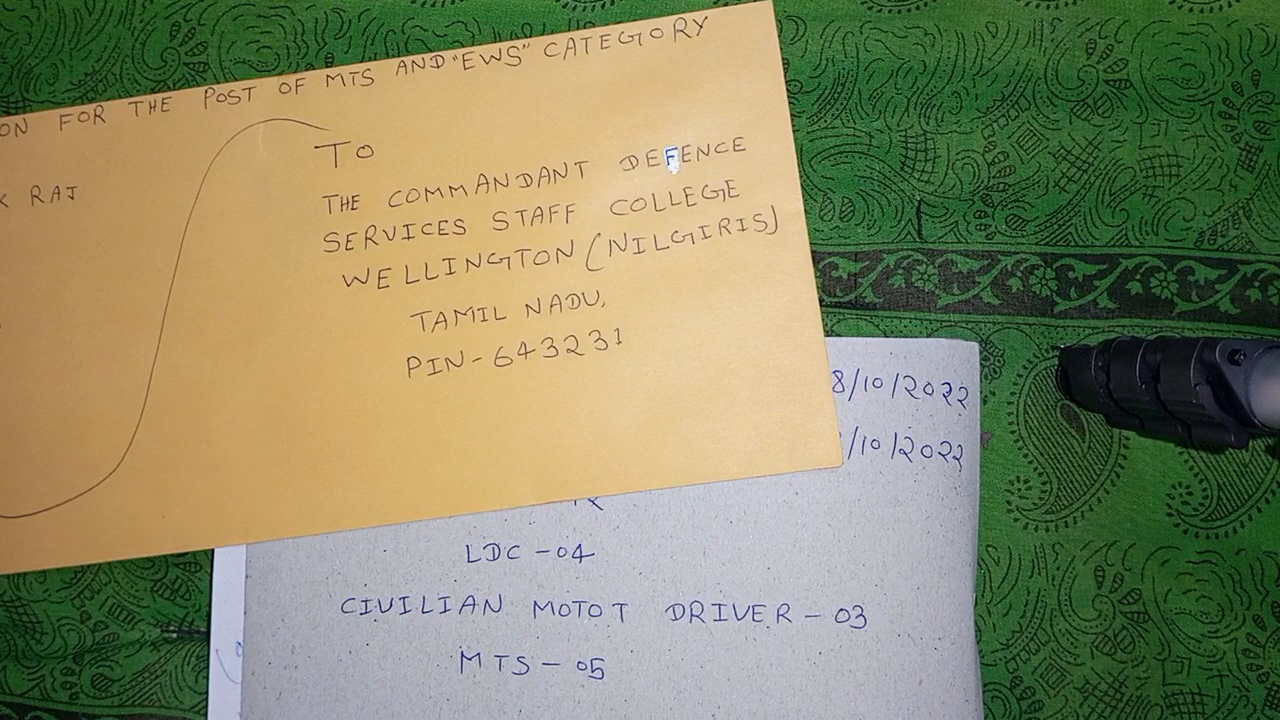 ON FOR THE POST OF MTS AND "EWS" CATEGORY
K RAJ
TO
THE COMMANDANT DEFENCE
SERVICES STAFF COLLEGE
WELLINGTON (NILGIRIS)
TAMIL NADU,
PIN-643231
8/10/2022
/10/2022
LDC -04
CIVILIAN MOTOT DRIVER - 03
MTS - 05